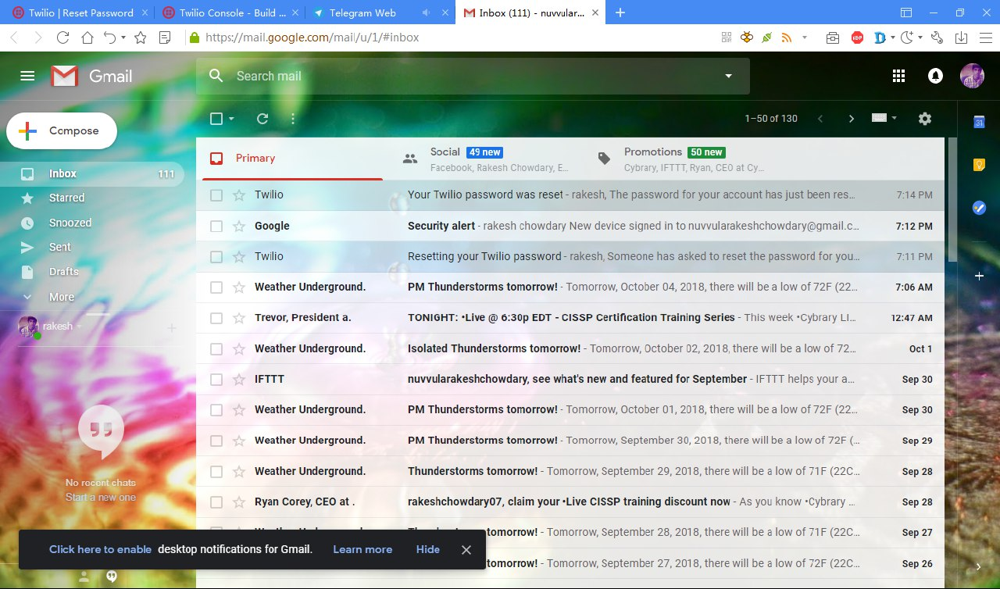 Twilio | Reset Password
Twilio Console - Build ...
Telegram Web
Inbox (111) - nuvvular...
https://mail.google.com/mail/u/1/#inbox
ABP
Gmail
Search mail
1–50 of 130
Compose
31
Primary
Social 49 new
Facebook, Rakesh Chowdary, E...
Promotions 50 new
Cybrary, IFTTT, Ryan, CEO at Cy...
Inbox 111
Starred
Snoozed
Sent
Drafts
More
rakesh
No recent chats
Start a new one
Twilio Your Twilio password was reset - rakesh, The password for your account has just been res... 7:14 PM
Google Security alert - rakesh chowdary New device signed in to nuvvularakeshchowdary@gmail.c... 7:12 PM
Twilio Resetting your Twilio password - rakesh, Someone has asked to reset the password for you... 7:11 PM
Weather Underground. PM Thunderstorms tomorrow! - Tomorrow, October 04, 2018, there will be a low of 72F (22... 7:06 AM
Trevor, President a. TONIGHT: •Live @ 6:30p EDT - CISSP Certification Training Series - This week •Cybrary LI... 12:47 AM
Weather Underground. Isolated Thunderstorms tomorrow! - Tomorrow, October 02, 2018, there will be a low of 72... Oct 1
IFTTT nuvvularakeshchowdary, see what's new and featured for September - IFTTT helps your a... Sep 30
Weather Underground. PM Thunderstorms tomorrow! - Tomorrow, October 01, 2018, there will be a low of 72F (22... Sep 30
Weather Underground. PM Thunderstorms tomorrow! - Tomorrow, September 30, 2018, there will be a low of 72F (... Sep 29
Weather Underground. Thunderstorms tomorrow! - Tomorrow, September 29, 2018, there will be a low of 71F (22C... Sep 28
Ryan Corey, CEO at . rakeshchowdary07, claim your •Live CISSP training discount now - As you know •Cybrary ... Sep 28
tomorrow! - Tomorrow, September 28, 2018, there will be a low of 71F (22C... Sep 27
tomorrow! - Tomorrow, September 27, 2018, there will be a low of 72F (22C... Sep 26
Click here to enable desktop notifications for Gmail. Learn more Hide